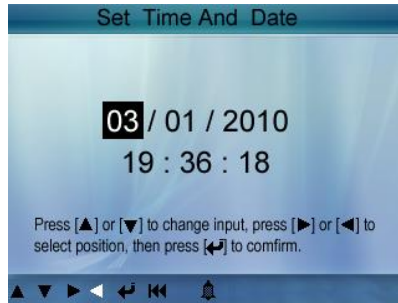 Set Time And Date
03 / 01 / 2010
19 : 36 : 18
Press [▲] or [▼] to change input, press [▶] or [◀] to
select position, then press [↵] to comfirm.